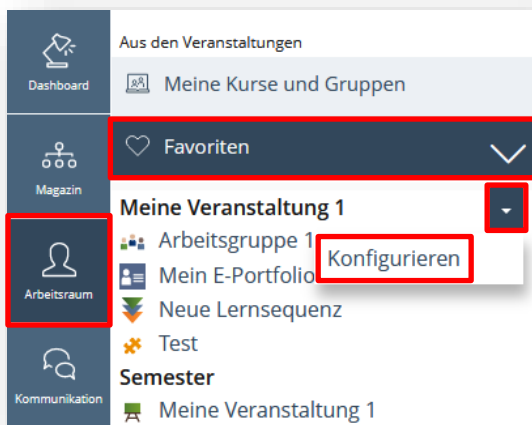 Dashboard
Magazin
Arbeitsraum
Kommunikation
Aus den Veranstaltungen
Meine Kurse und Gruppen
Favoriten
Meine Veranstaltung 1
Arbeitsgruppe 1
Konfigurieren
Mein E-Portfolio
Neue Lernsequenz
Test
Semester
Meine Veranstaltung 1